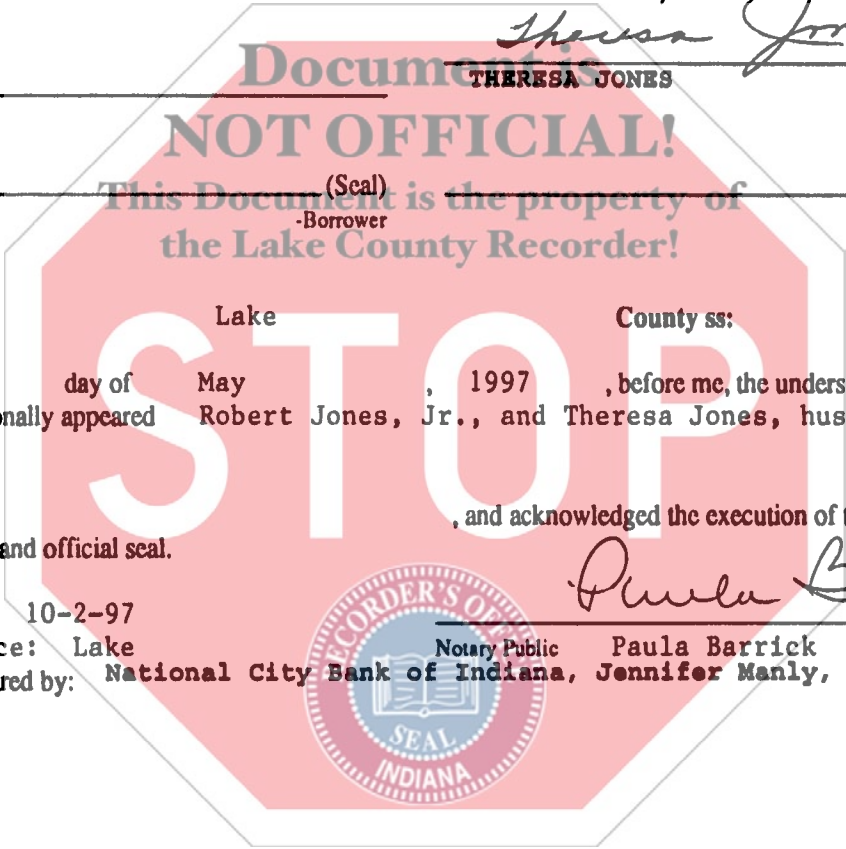 Theresa
Document is
THERESA JONES
NOT OFFICIAL!
(Seal)
This Document is the property of
-Borrower
the Lake County Recorder!
Lake County ss:
STOP
day of May , 1997 , before me, the unders
onally appeared Robert Jones, Jr., and Theresa Jones, hus
, and acknowledged the execution of
and official seal.
Paula B
RECORDER'S OFFI
10-2-97
ce: Lake Notary Public Paula Barrick
red by: National City Bank of Indiana, Jennifer Manly,
SEAL
INDIANA